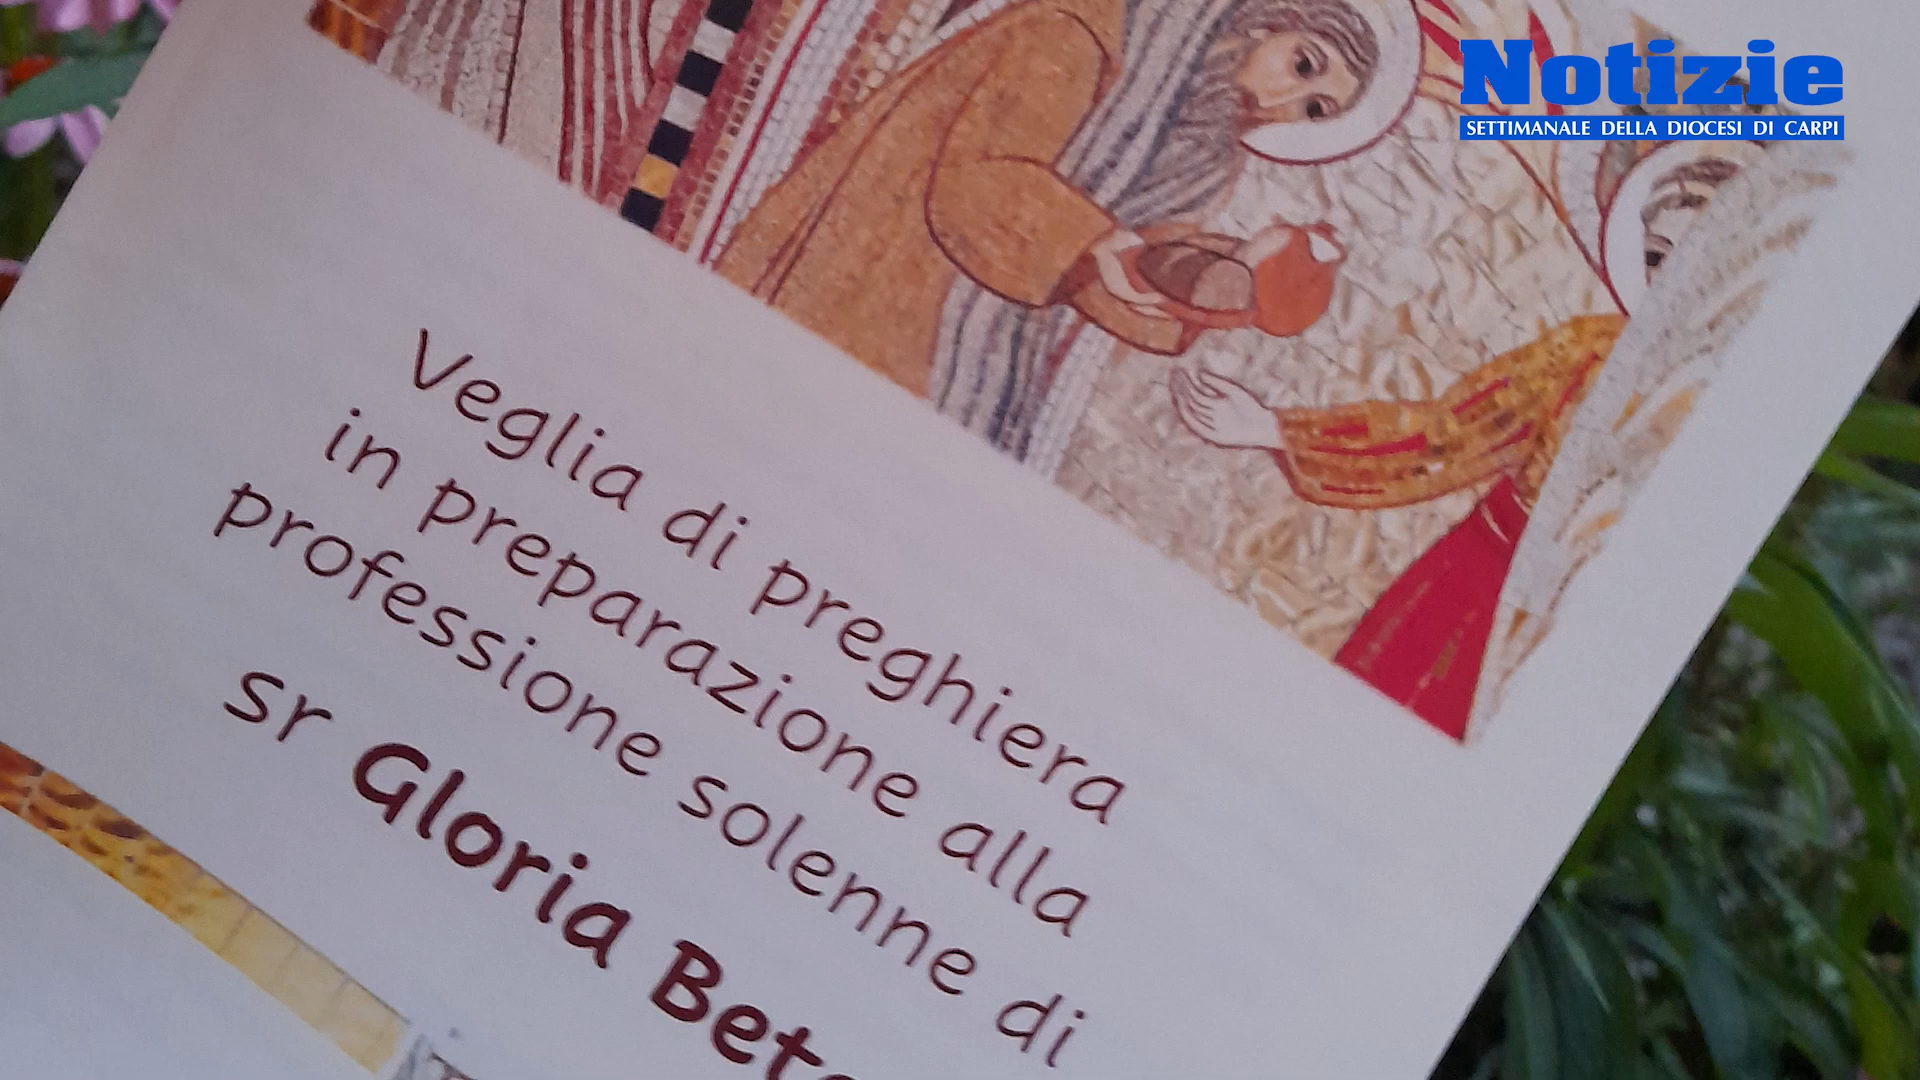 Notizie
SETTIMANALE DELLA DIOCESI DI CARPI
Veglia di preghiera
in preparazione alla
professione solenne di
sr Gloria